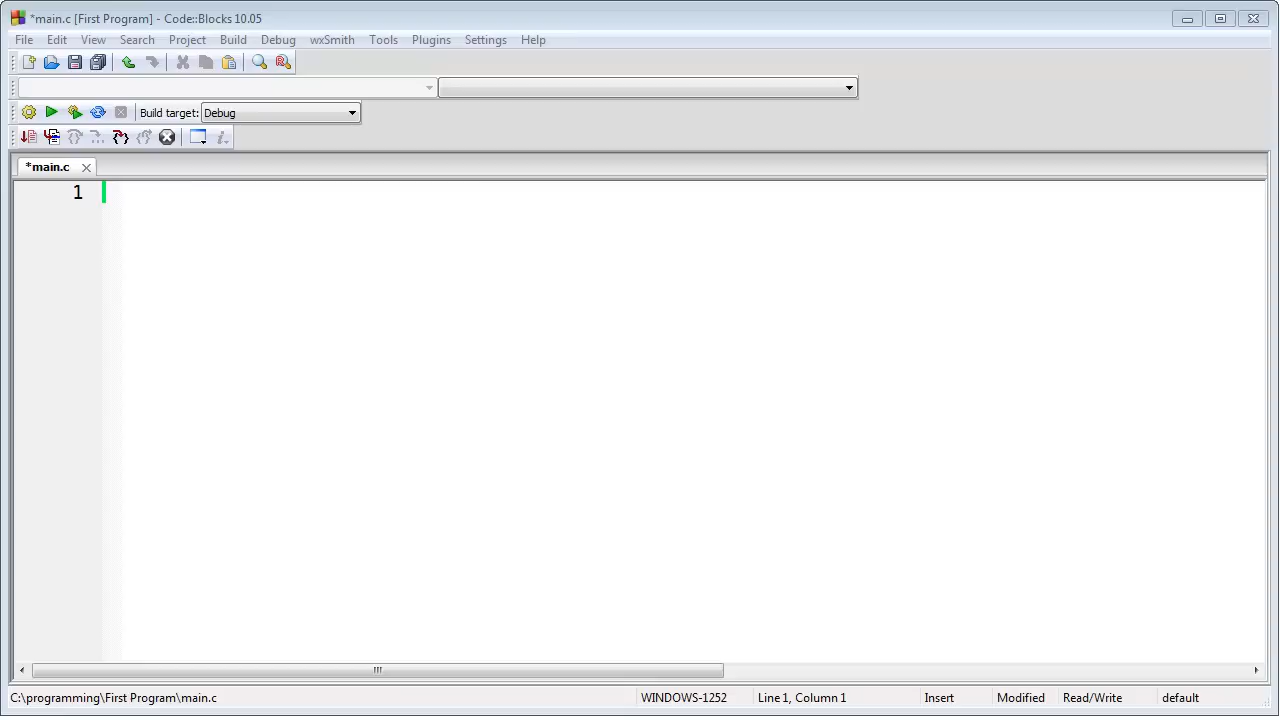 *main.c [First Program] - Code::Blocks 10.05
File Edit View Search Project Build Debug wxSmith Tools Plugins Settings Help
Build target: Debug
*main.c
1
C:\programming\First Program\main.c WINDOWS-1252 Line 1, Column 1 Insert Modified Read/Write default